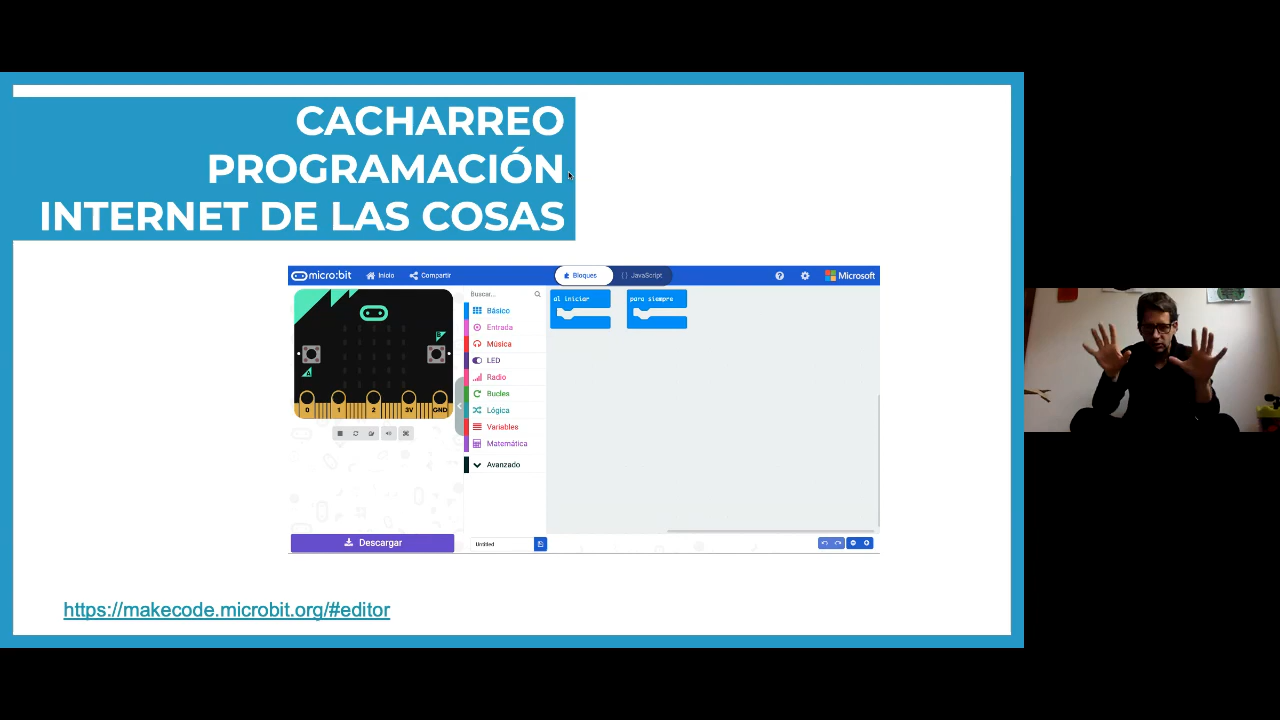 CACHARREO
PROGRAMACIÓN
INTERNET DE LAS COSAS
micro:bit Inicio Compartir Bloques JavaScript Microsoft
Buscar...
al iniciar para siempre
Básico
Entrada
Música
LED
Radio
Bucles
Lógica
Variables
Matemática
Avanzado
B
A
0 1 2 3V GND
Descargar
Untitled
https://makecode.microbit.org/#editor